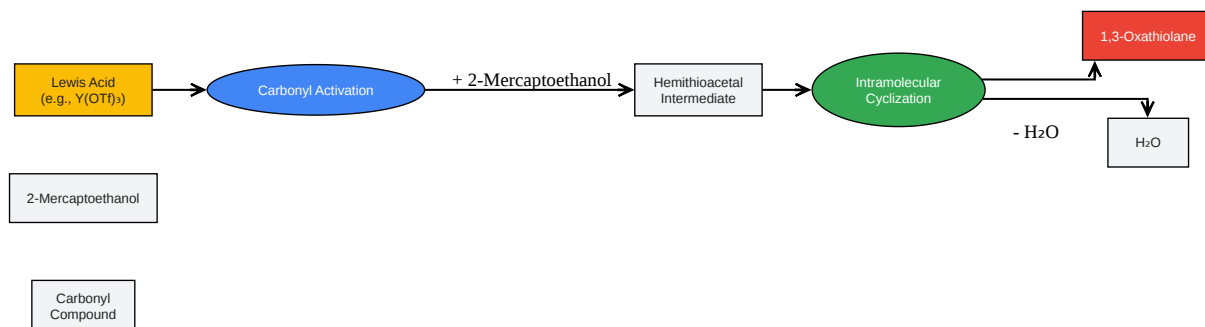 1,3-Oxathiolane
Lewis Acid
(e.g., Y(OTf)₃)
Carbonyl Activation
+ 2-Mercaptoethanol
Hemithioacetal
Intermediate
Intramolecular
Cyclization
- H₂O
H₂O
2-Mercaptoethanol
Carbonyl
Compound